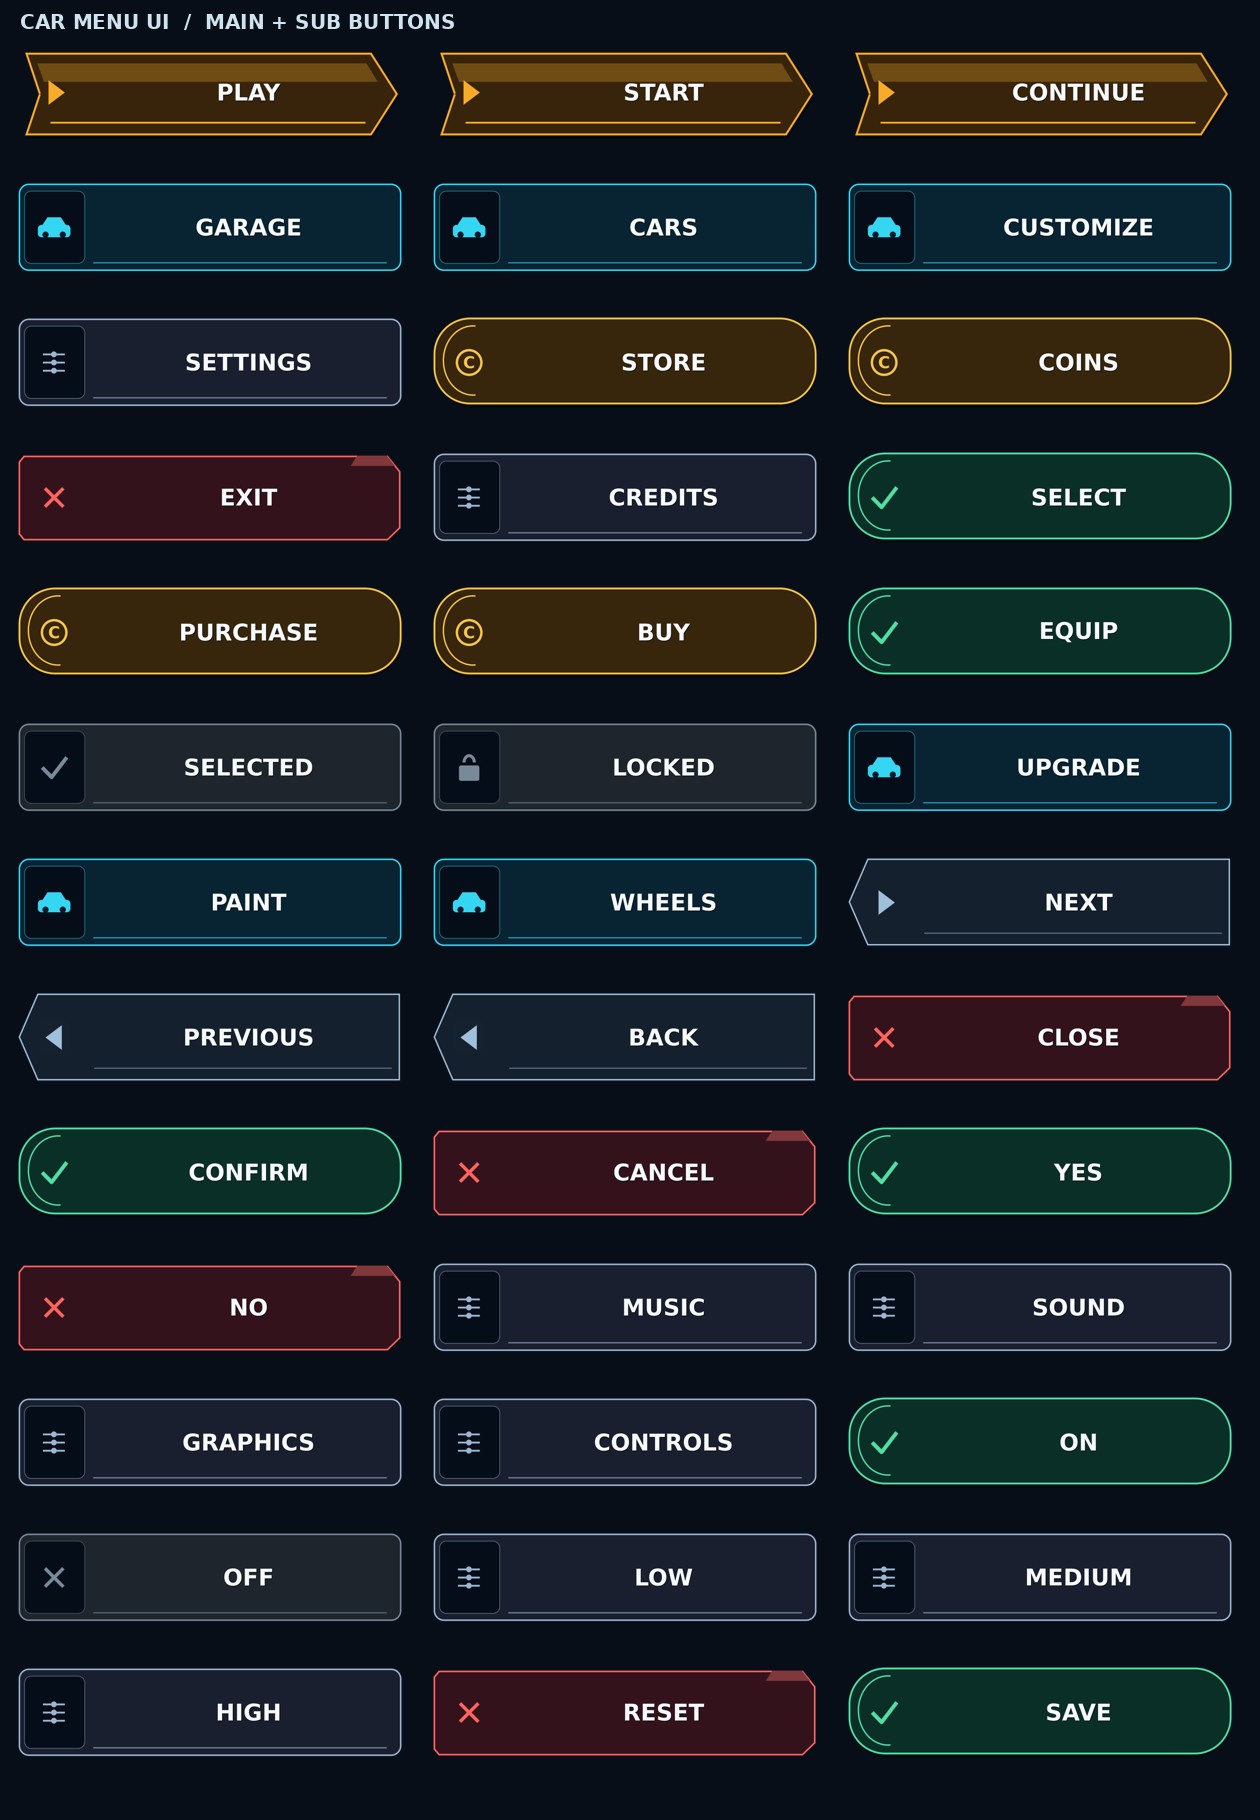 CAR MENU UI / MAIN + SUB BUTTONS
PLAY
START
CONTINUE
GARAGE
CARS
CUSTOMIZE
SETTINGS
C STORE
C COINS
EXIT
CREDITS
SELECT
C PURCHASE
C BUY
EQUIP
SELECTED
LOCKED
UPGRADE
PAINT
WHEELS
NEXT
PREVIOUS
BACK
CLOSE
CONFIRM
CANCEL
YES
NO
MUSIC
SOUND
GRAPHICS
CONTROLS
ON
OFF
LOW
MEDIUM
HIGH
RESET
SAVE